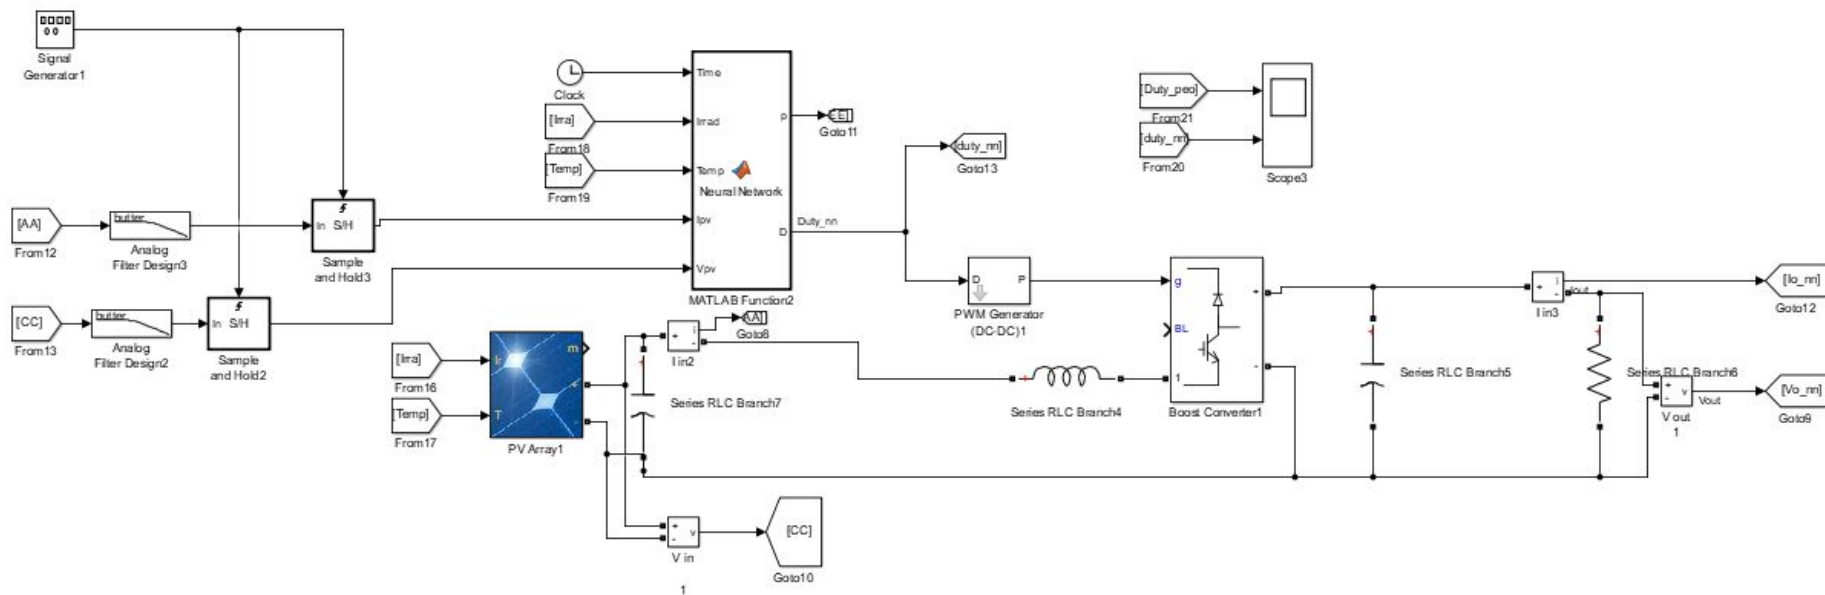 Signal
Generator1
Clock
[Irra]
From18
[Temp]
From19
Time
Irrad
Temp
Neural Network
Ipv
Vpv
p
D
MATLAB Function2
Goto11
Duty_nn
[duty_nn]
Goto13
[Duty_peo]
From21
[duty_nn]
From20
Scope3
[AA]
From12
butter
Analog
Filter Design3
In S/H
Sample
and Hold3
[CC]
From13
butter
Analog
Filter Design2
In S/H
Sample
and Hold2
[Irra]
From16
[Temp]
From17
Ir
T
m
+
-
PV Array1
+
-
i
I in2
[AA]
Goto8
Series RLC Branch7
+
-
v
V in
1
[CC]
Goto10
D
P
PWM Generator
(DC-DC)1
Series RLC Branch4
g
BL
1
+
-
Boost Converter1
Series RLC Branch5
+
-
i
I in3
Iout
[Io_nn]
Goto12
Series RLC Branch6
+
-
v
V out
1
Vout
[Vo_nn]
Goto9